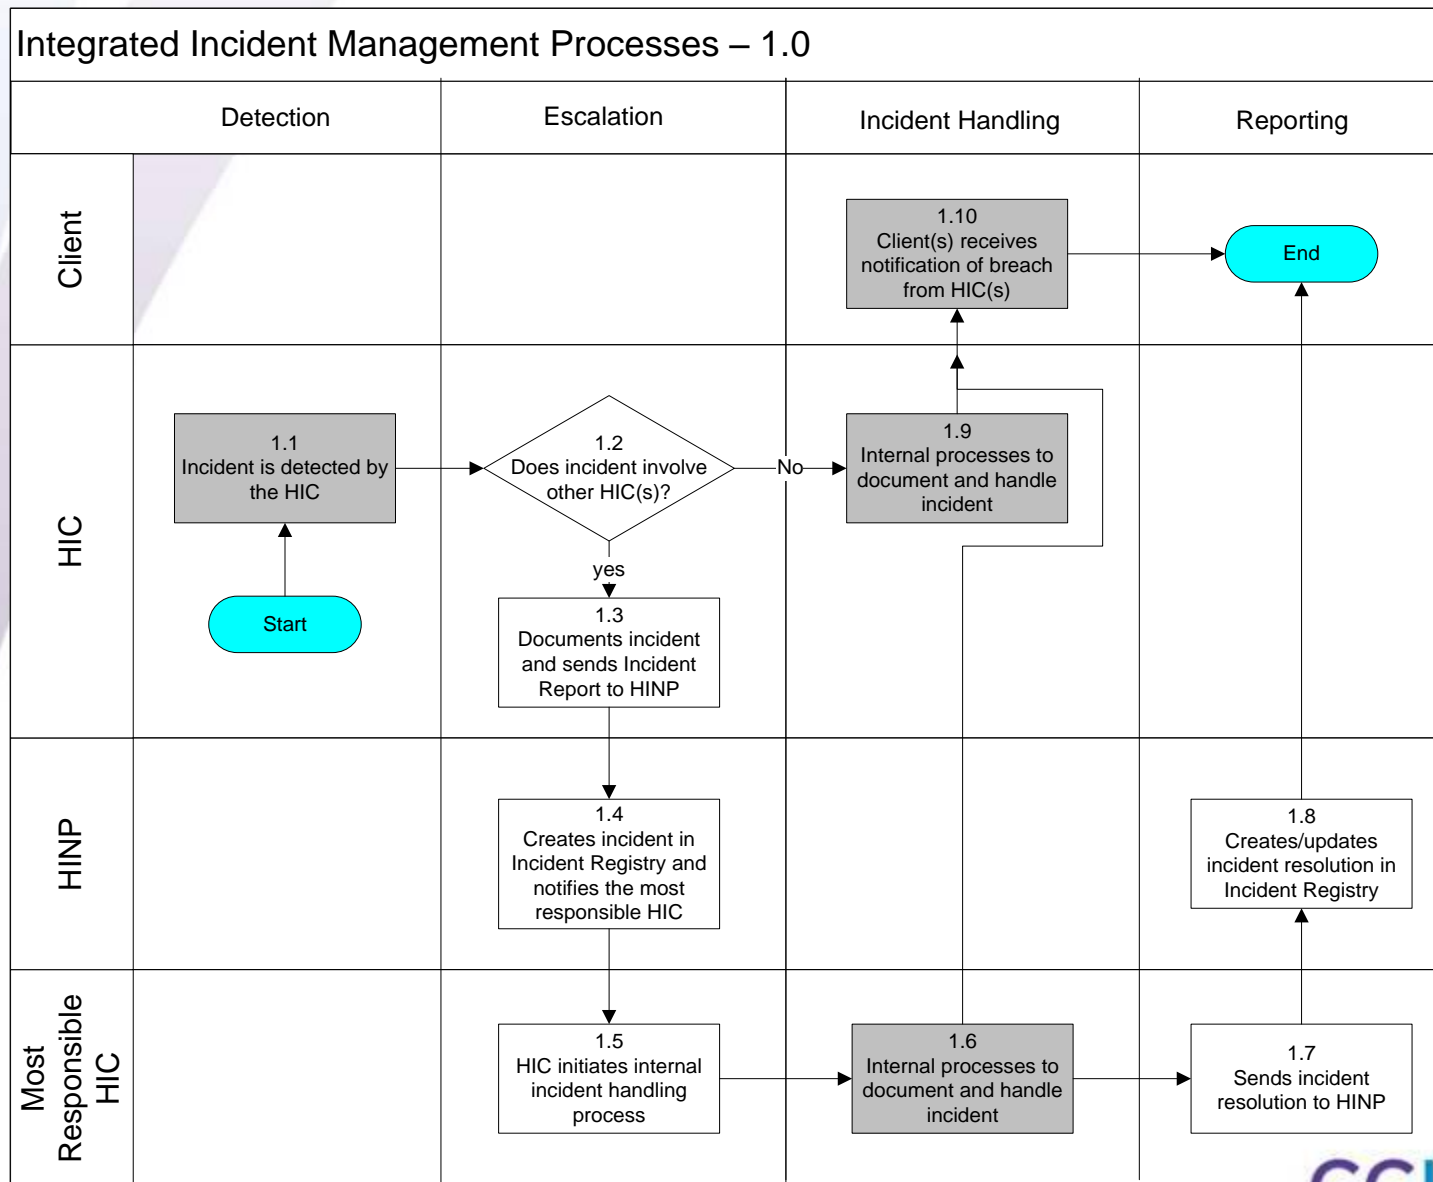 Integrated Incident Management Processes – 1.0
Detection
Escalation
Incident Handling
Reporting
Client
1.10
Client(s) receives
notification of breach
from HIC(s)
End
HIC
1.1
Incident is detected by
the HIC
1.2
Does incident involve
other HIC(s)?
No
1.9
Internal processes to
document and handle
incident
yes
Start
1.3
Documents incident
and sends Incident
Report to HINP
HINP
1.4
Creates incident in
Incident Registry and
notifies the most
responsible HIC
1.8
Creates/updates
incident resolution in
Incident Registry
Most
Responsible
HIC
1.5
HIC initiates internal
incident handling
process
1.6
Internal processes to
document and handle
incident
1.7
Sends incident
resolution to HINP